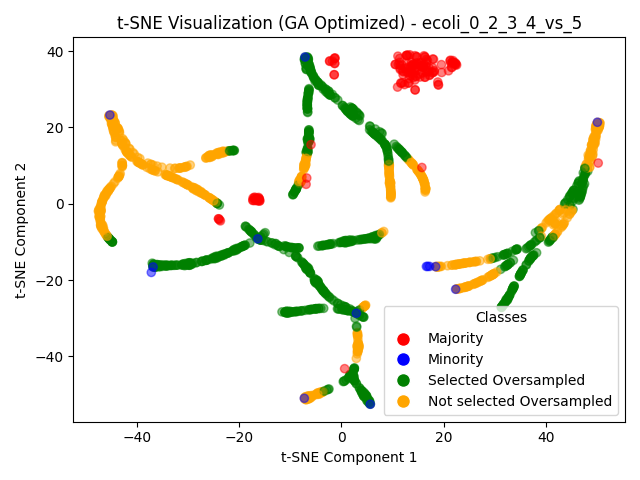 t-SNE Visualization (GA Optimized) - ecoli_0_2_3_4_vs_5
t-SNE Component 2
40
20
0
−20
−40
−40
−20
0
20
40
t-SNE Component 1
Classes
Majority
Minority
Selected Oversampled
Not selected Oversampled